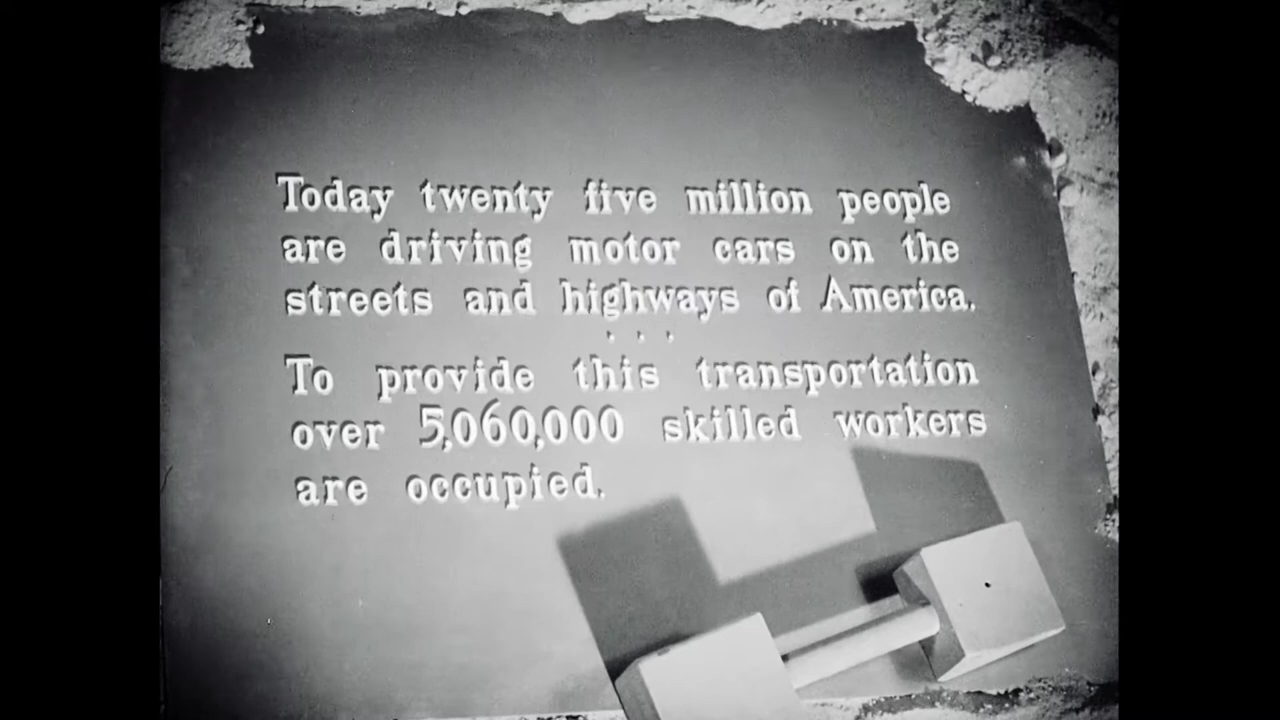 Today twenty five million people
are driving motor cars on the
streets and highways of America.
. . .
To provide this transportation
over 5,060,000 skilled workers
are occupied.